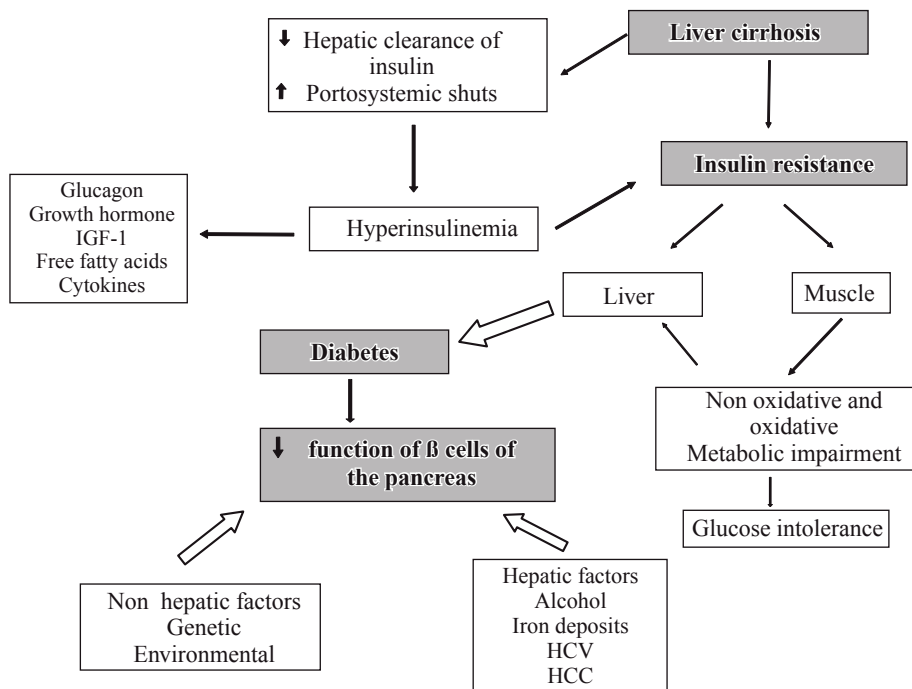 Liver cirrhosis
⬇ Hepatic clearance of
insulin
⬆ Portosystemic shuts
Insulin resistance
Glucagon
Growth hormone
IGF-1
Free fatty acids
Cytokines
Hyperinsulinemia
Liver
Muscle
Diabetes
Non oxidative and
oxidative
Metabolic impairment
⬇ function of ß cells of
the pancreas
Glucose intolerance
Non hepatic factors
Genetic
Environmental
Hepatic factors
Alcohol
Iron deposits
HCV
HCC